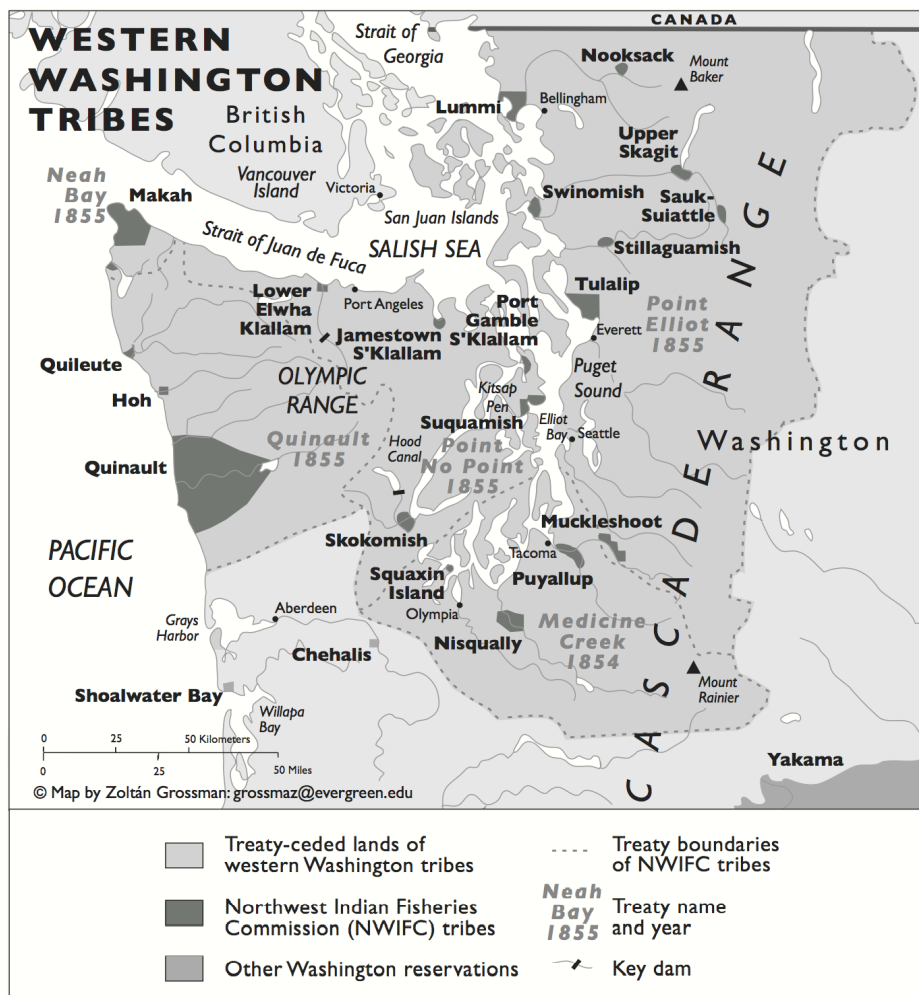 CANADA
WESTERN
WASHINGTON
TRIBES
Strait of
Georgia
Nooksack
Mount
Baker
Lummi
Bellingham
British
Columbia
Upper
Skagit
Vancouver
Island
Victoria
Neah
Bay
1855
Makah
Swinomish
Sauk-
Suiattle
San Juan Islands
Strait of Juan de Fuca
SALISH SEA
Stillaguamish
Lower
Elwha
Klallam
Port Angeles
Port
Gamble
S'Klallam
Tulalip
Point
Elliot
1855
Everett
Jamestown
S'Klallam
Quileute
Puget
Sound
OLYMPIC
RANGE
Kitsap
Pen
Hoh
Suquamish
Elliot
Bay
Seattle
Quinault
1855
Hood
Canal
Point
No Point
1855
Washington
Quinault
CASCADE RANGE
Skokomish
Muckleshoot
PACIFIC
OCEAN
Tacoma
Squaxin
Island
Puyallup
Olympia
Aberdeen
Grays
Harbor
Nisqually
Medicine
Creek
1854
Chehalis
Mount
Rainier
Shoalwater Bay
Willapa
Bay
0 25 50 Kilometers
0 25 50 Miles
Yakama
© Map by Zoltán Grossman: grossmaz@evergreen.edu
Treaty-ceded lands of
western Washington tribes
Northwest Indian Fisheries
Commission (NWIFC) tribes
Other Washington reservations
Treaty boundaries
of NWIFC tribes
Neah
Bay
1855
Treaty name
and year
Key dam